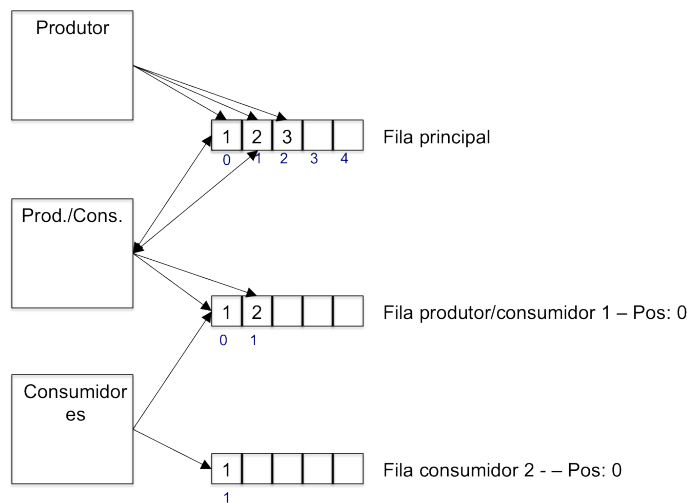 Produtor
1 2 3
Fila principal
0 1 2 3 4
Prod./Cons.
1 2
Fila produtor/consumidor 1 – Pos: 0
0 1
Consumidor
es
1
Fila consumidor 2 - – Pos: 0
1